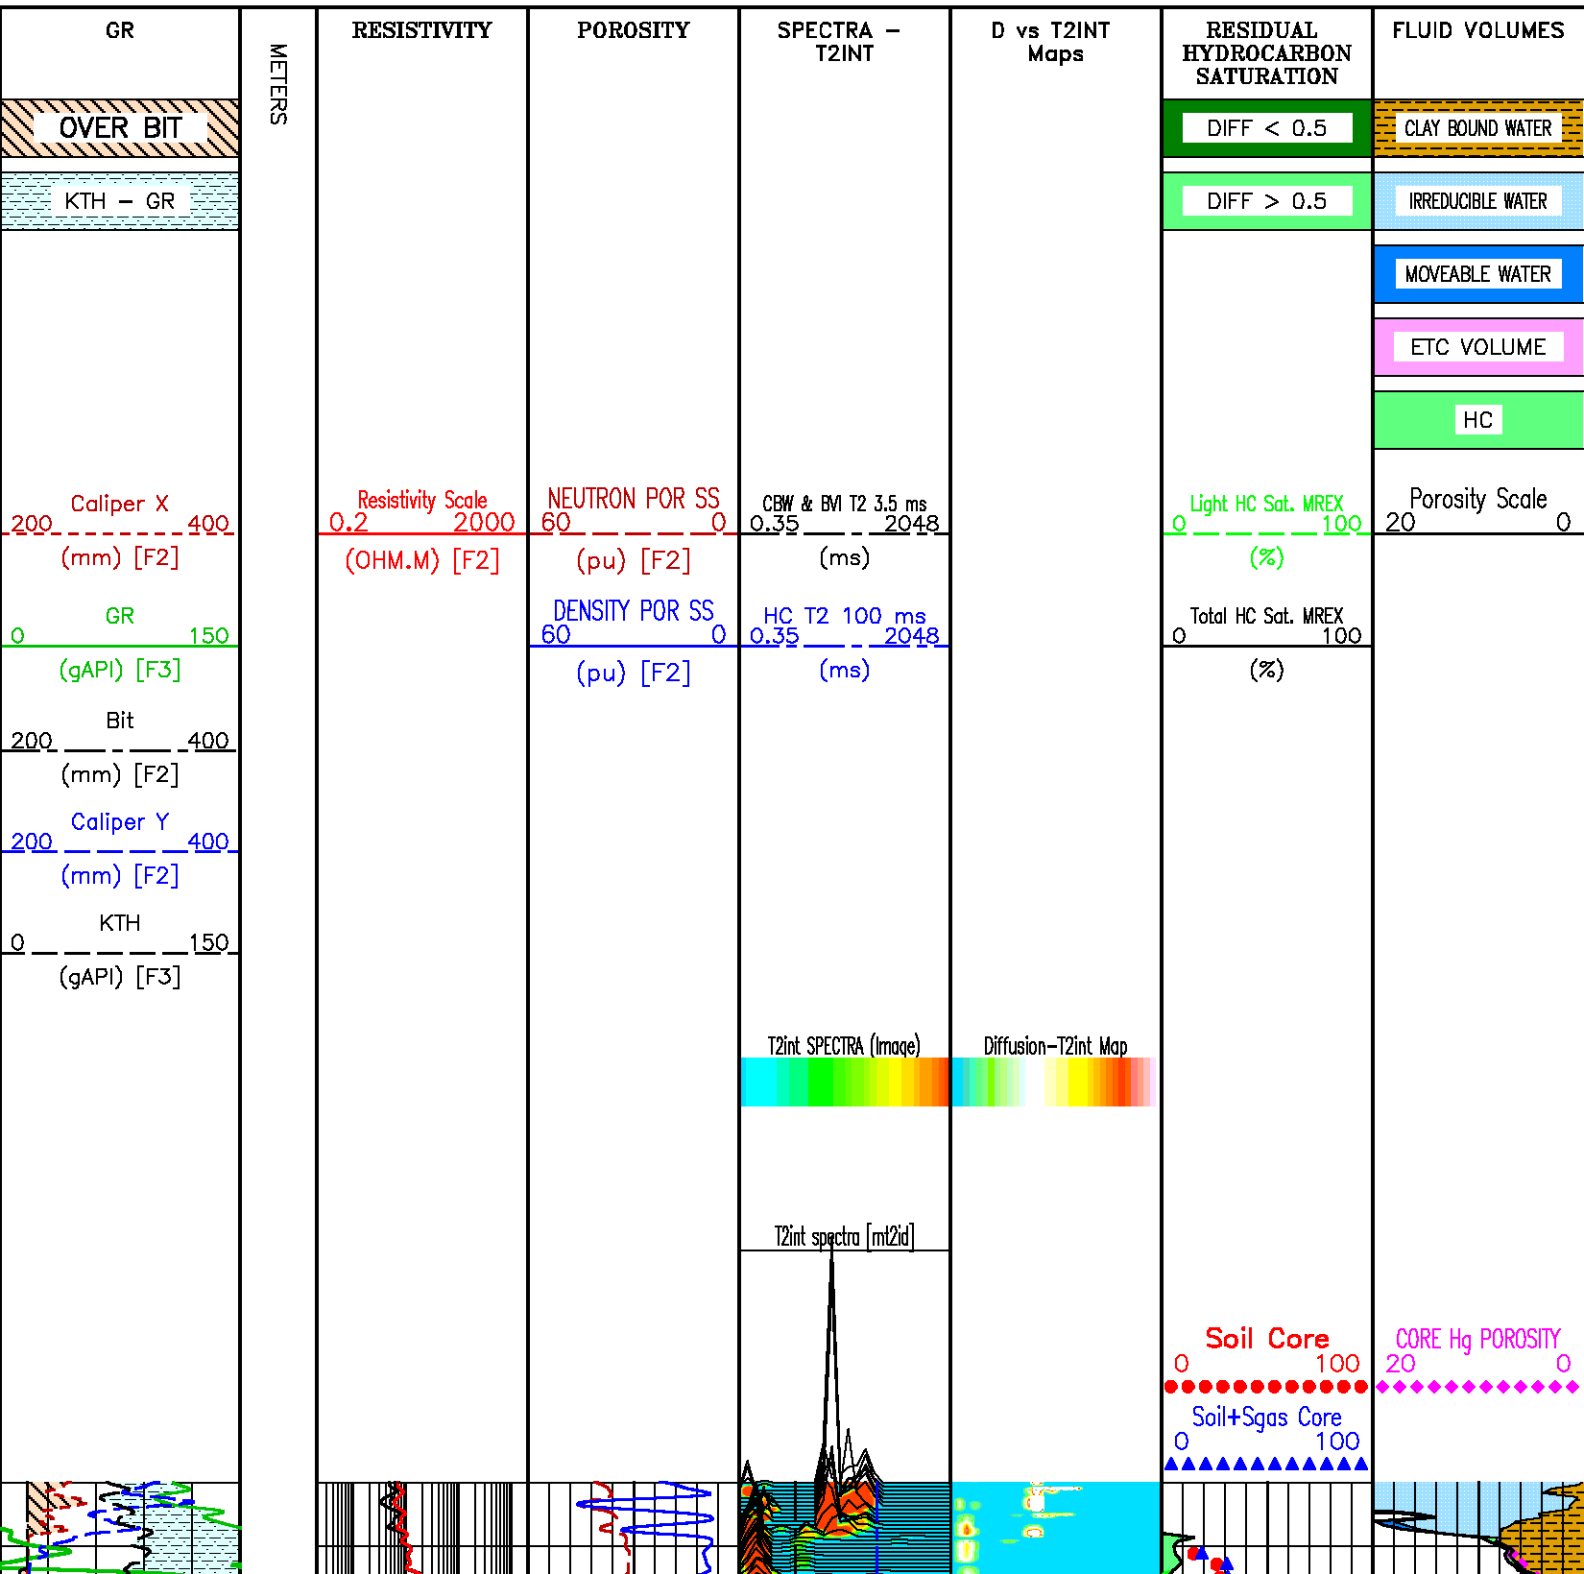 GR
METERS
RESISTIVITY
POROSITY
SPECTRA -
T2INT
D vs T2INT
Maps
RESIDUAL
HYDROCARBON
SATURATION
FLUID VOLUMES
OVER BIT
KTH - GR
DIFF < 0.5
DIFF > 0.5
CLAY BOUND WATER
IRREDUCIBLE WATER
MOVEABLE WATER
ETC VOLUME
HC
Caliper X
200 400
(mm) [F2]
GR
0 150
(gAPI) [F3]
Bit
200 400
(mm) [F2]
Caliper Y
200 400
(mm) [F2]
KTH
0 150
(gAPI) [F3]
Resistivity Scale
0.2 2000
(OHM.M) [F2]
NEUTRON POR SS
60 0
(pu) [F2]
DENSITY POR SS
60 0
(pu) [F2]
CBW & BVI T2 3.5 ms
0.35 2048
(ms)
HC T2 100 ms
0.35 2048
(ms)
T2int SPECTRA (Image)
T2int spectra [mt2id]
Diffusion-T2int Map
Light HC Sat. MREX
0 100
(%)
Total HC Sat. MREX
0 100
(%)
Soil Core
0 100
Soil+Sgas Core
0 100
Porosity Scale
20 0
CORE Hg POROSITY
20 0